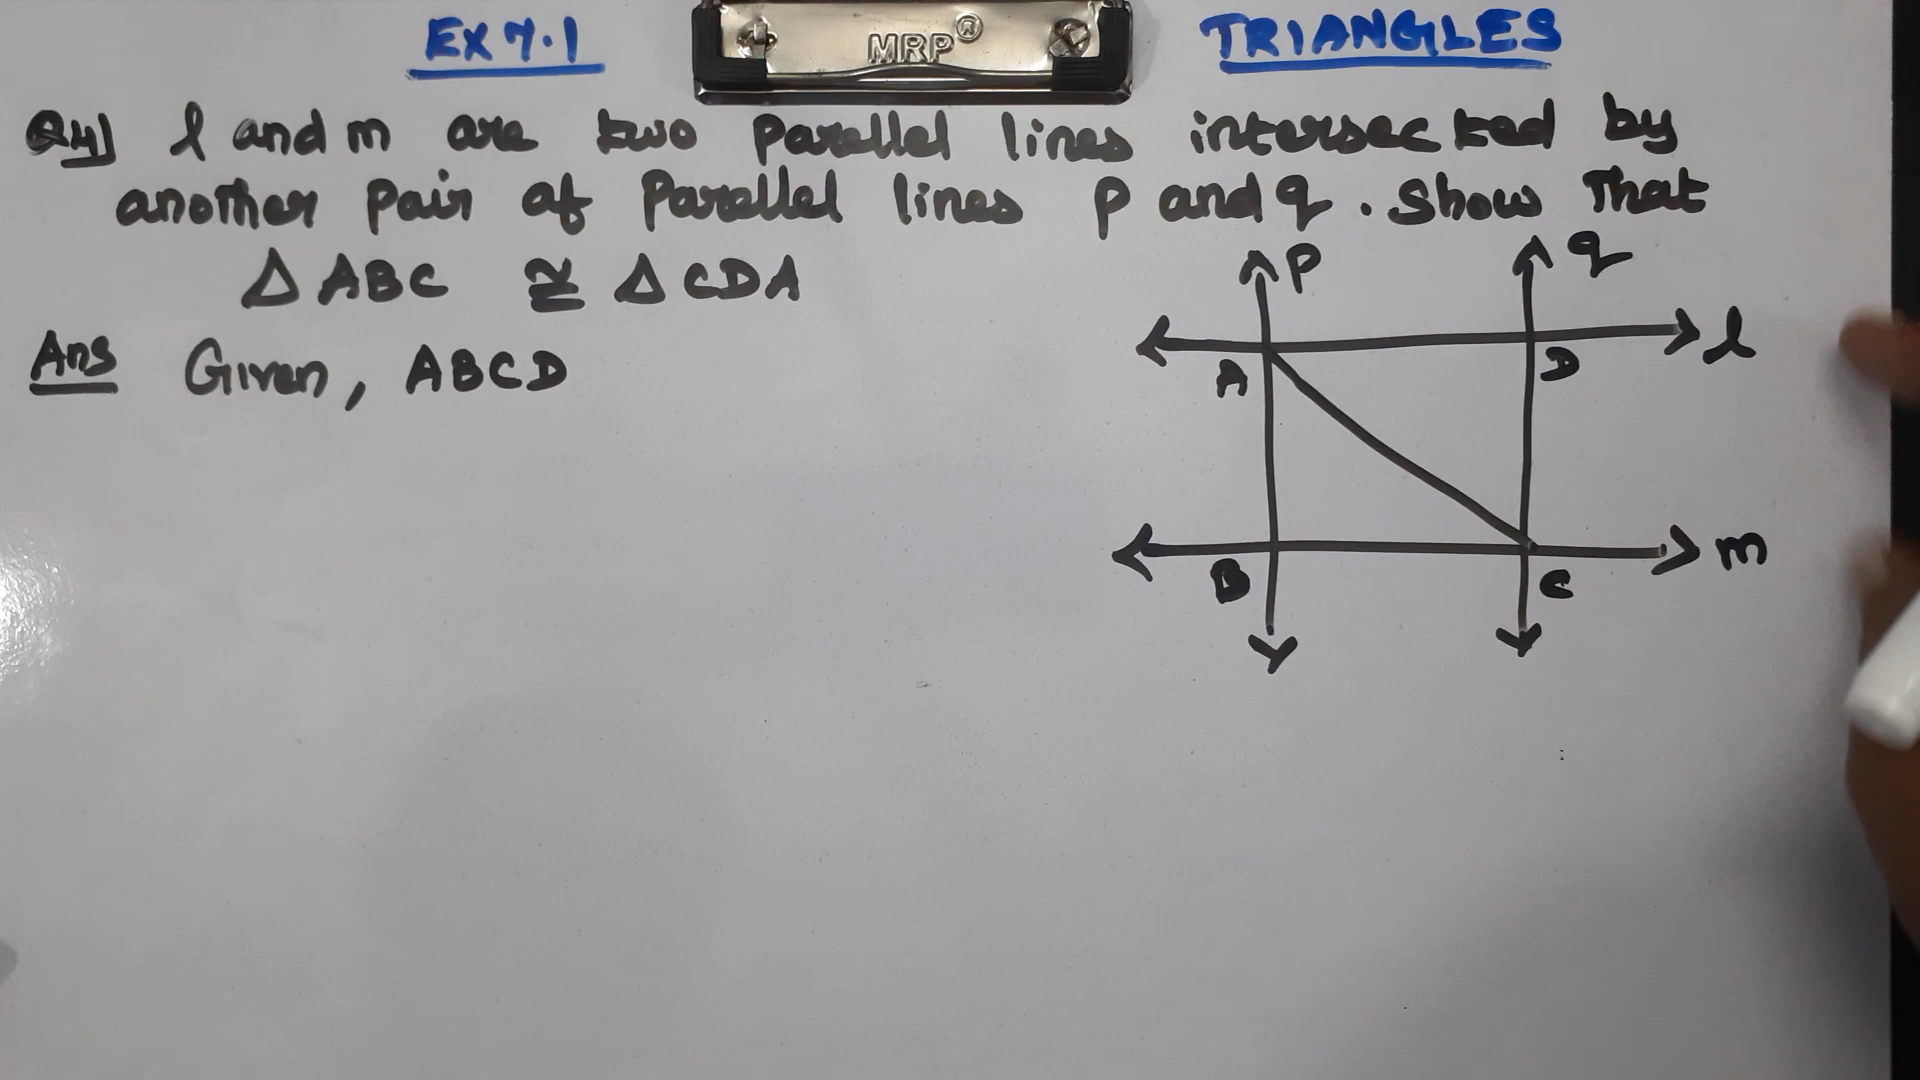 EX 7.1
MRP®
TRIANGLES
Q4) l and m are two parallel lines intersected by
another pair of parallel lines p and q. Show that
△ ABC ≅ △ CDA
Ans Given, ABCD
p
q
l
A
D
B
C
m